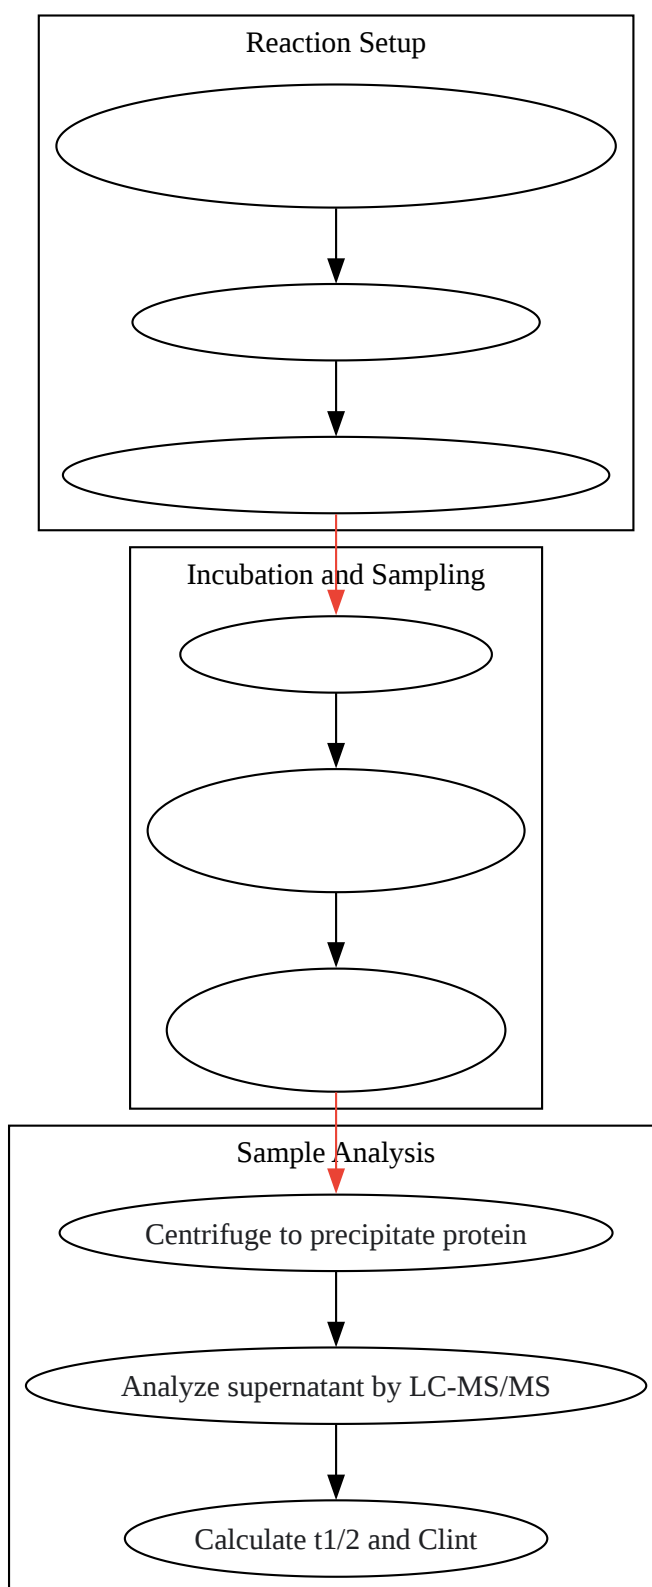 Reaction Setup
Incubation and Sampling
Sample Analysis
Centrifuge to precipitate protein
Analyze supernatant by LC-MS/MS
Calculate t1/2 and Clint